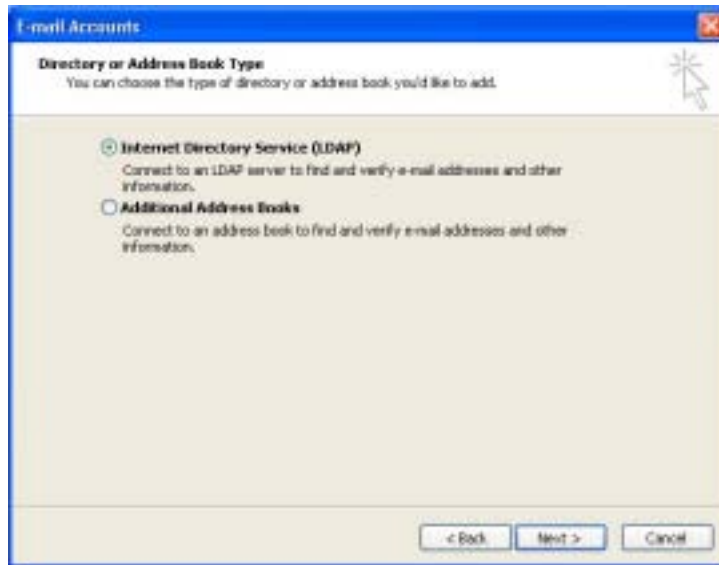 E-mail Accounts
Directory or Address Book Type
You can choose the type of directory or address book you'd like to add.
Internet Directory Service (LDAP)
Connect to an LDAP server to find and verify e-mail addresses and other
information.
Additional Address Books
Connect to an address book to find and verify e-mail addresses and other
information.
< Back
Next >
Cancel